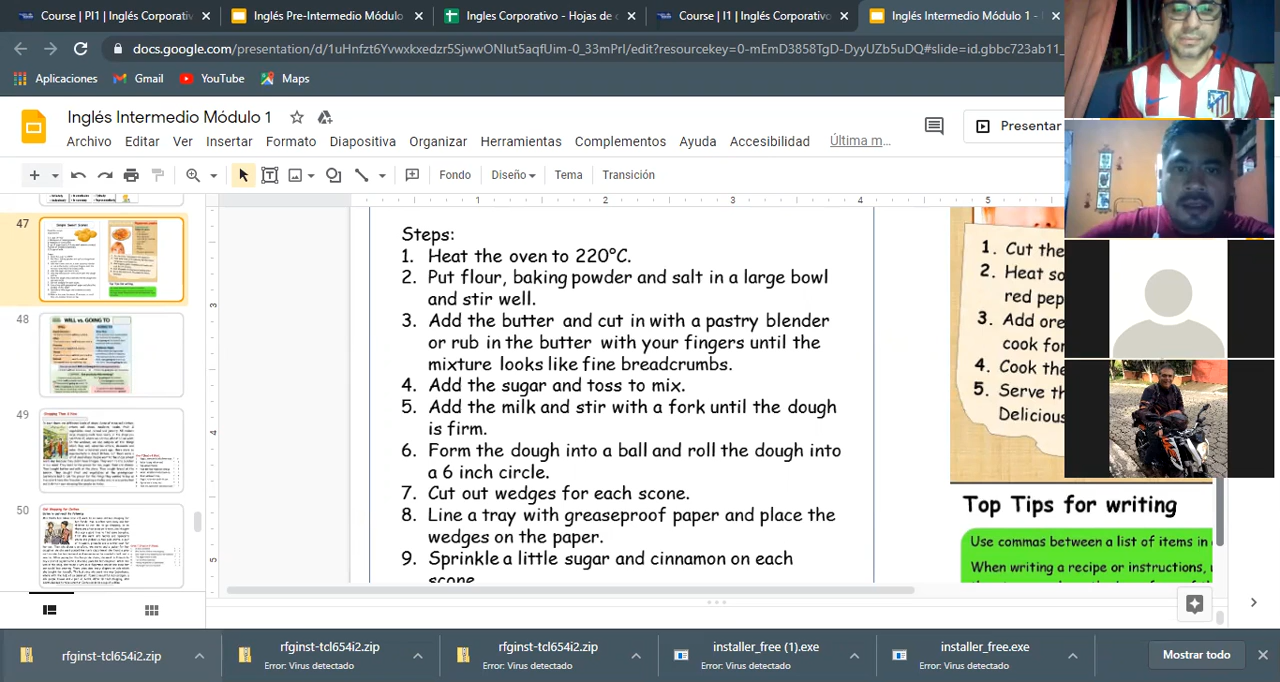 Course | PI1 | Inglés Corporativ
Inglés Pre-Intermedio Módulo
Ingles Corporativo - Hojas de c
Course | I1 | Inglés Corporativo
Inglés Intermedio Módulo 1 -
docs.google.com/presentation/d/1uHnfzt6Yvwxkxedzr5SjwwONlut5aqfUim-0_33mPrI/edit?resourcekey=0-mEmD3858TgD-DyyUZb5uDQ#slide=id.gbbc723ab11_
Aplicaciones
Gmail
YouTube
Maps
Inglés Intermedio Módulo 1
Archivo Editar Ver Insertar Formato Diapositiva Organizar Herramientas Complementos Ayuda Accesibilidad Última m...
Presentar
Fondo Diseño Tema Transición
1 2 3 4 5
47
48
WILL vs. GOING TO
49
50
3
4
5
Steps:
1. Heat the oven to 220°C.
2. Put flour, baking powder and salt in a large bowl
and stir well.
3. Add the butter and cut in with a pastry blender
or rub in the butter with your fingers until the
mixture looks like fine breadcrumbs.
4. Add the sugar and toss to mix.
5. Add the milk and stir with a fork until the dough
is firm.
6. Form the dough into a ball and roll the dough into
a 6 inch circle.
7. Cut out wedges for each scone.
8. Line a tray with greaseproof paper and place the
wedges on the paper.
9. Sprinkle a little sugar and cinnamon on each
scone
1. Cut the
2. Heat so
red pep
3. Add ore
cook for
4. Cook the
5. Serve th
Delicious
Top Tips for writing
Use commas between a list of items in
When writing a recipe or instructions,
rfginst-tcl654i2.zip
rfginst-tcl654i2.zip
Error: Virus detectado
rfginst-tcl654i2.zip
Error: Virus detectado
installer_free (1).exe
Error: Virus detectado
installer_free.exe
Error: Virus detectado
Mostrar todo